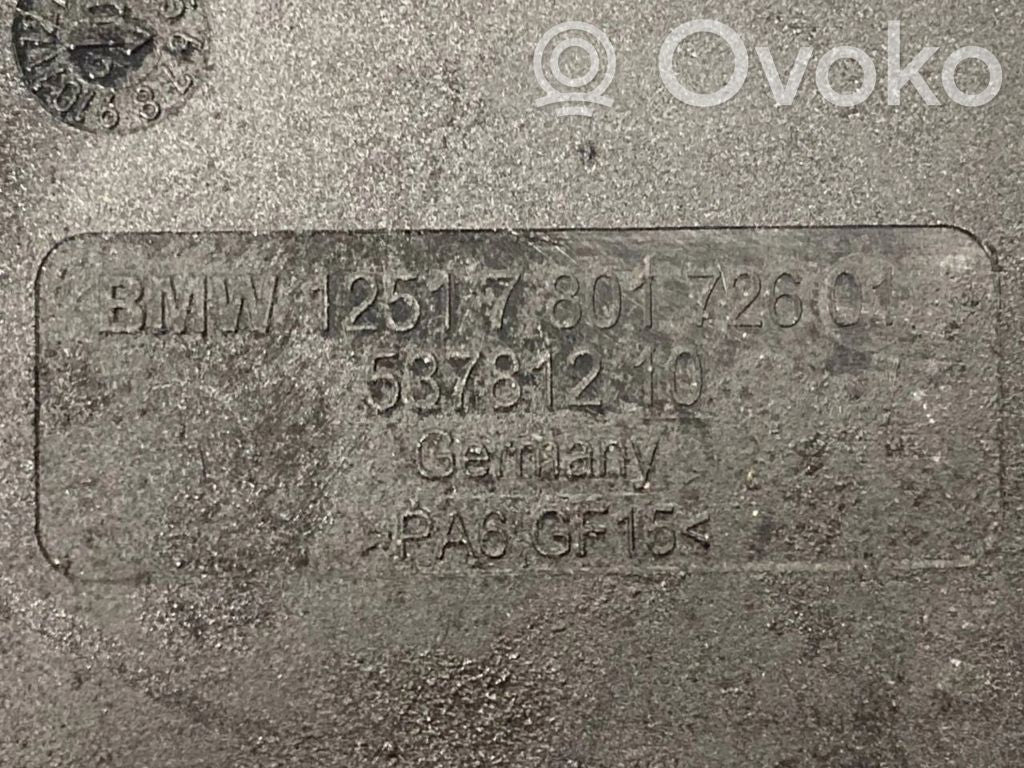 Ovoko
BMW 12517 801 726 01
537812 10
Germany
>PA6 GF15<